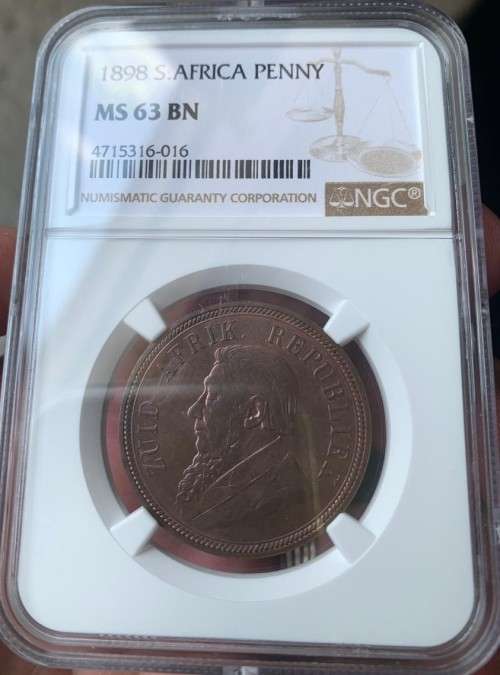 1898 S.AFRICA PENNY
MS 63 BN
4715316-016
NUMISMATIC GUARANTY CORPORATION
NGC®
ZUID AFRIK. REPUBLIEK